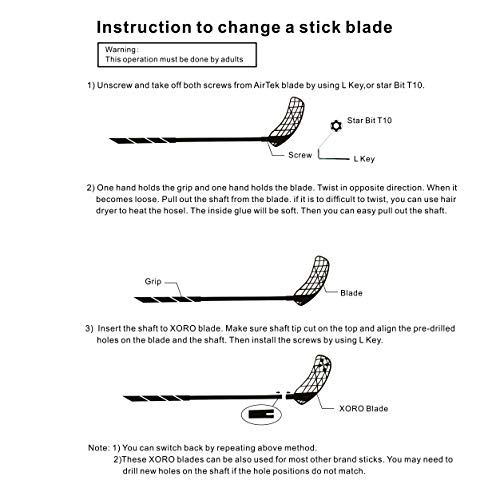 Instruction to change a stick blade
Warning:
This operation must be done by adults
1) Unscrew and take off both screws from AirTek blade by using L Key,or star Bit T10.
Star Bit T10
Screw
L Key
2) One hand holds the grip and one hand holds the blade. Twist in opposite direction. When it
becomes loose. Pull out the shaft from the blade. if it is to difficult to twist, you can use hair
dryer to heat the hosel. The inside glue will be soft. Then you can easy pull out the shaft.
Grip
Blade
3) Insert the shaft to XORO blade. Make sure shaft tip cut on the top and align the pre-drilled
holes on the blade and the shaft. Then install the screws by using L Key.
XORO Blade
Note: 1) You can switch back by repeating above method.
2)These XORO blades can be also used for most other brand sticks. You may need to
drill new holes on the shaft if the hole positions do not match.